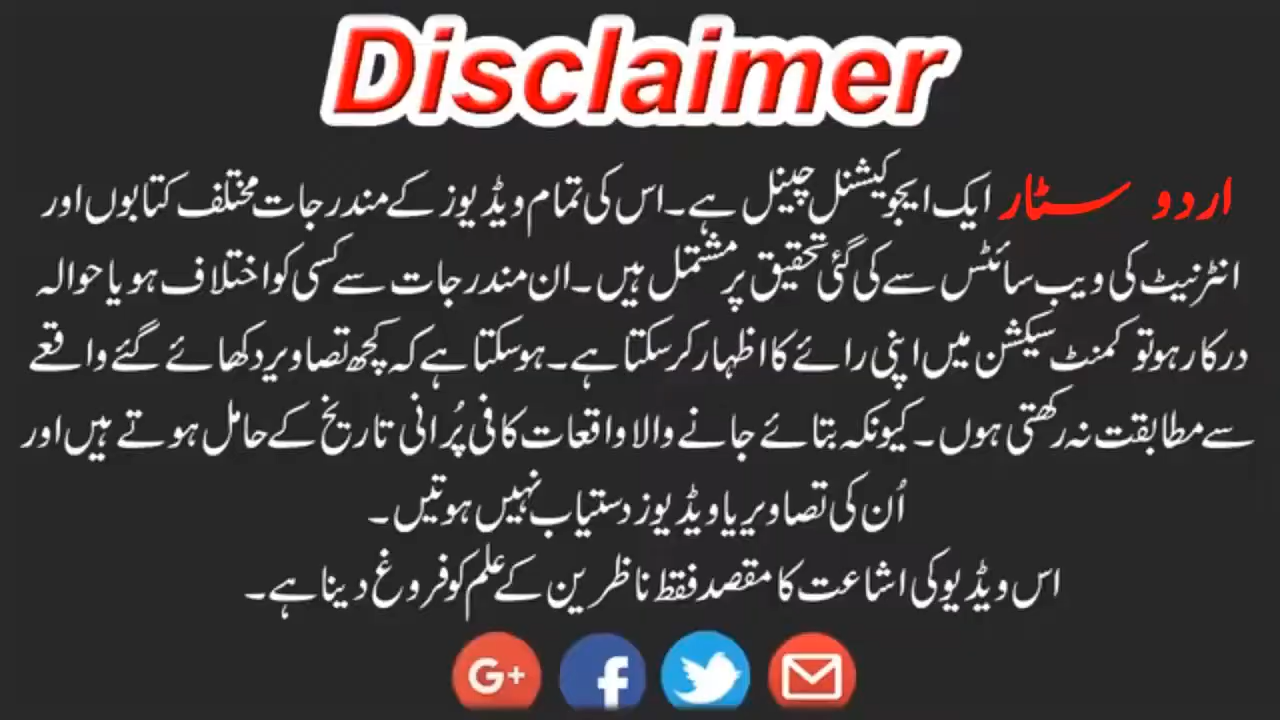 Disclaimer
اردو سٹار ایک ایجوکیشنل چینل ہے۔ اس کی تمام ویڈیوز کے مندرجات مختلف کتابوں اور
انٹرنیٹ کی ویب سائٹس سے کی گئی تحقیق پر مشتمل ہیں۔ ان مندرجات سے کسی کو اختلاف ہو یا حوالہ
درکار ہو تو کمنٹ سیکشن میں اپنی رائے کا اظہار کر سکتا ہے۔ ہو سکتا ہے کہ کچھ تصاویر دکھائے گئے واقعے
سے مطابقت نہ رکھتی ہوں۔ کیونکہ بتائے جانے والا واقعات کافی پُرانی تاریخ کے حامل ہوتے ہیں اور
اُن کی تصاویر یا ویڈیوز دستیاب نہیں ہوتیں۔
اس ویڈیو کی اشاعت کا مقصد فقط ناظرین کے علم کو فروغ دینا ہے۔
G+ f